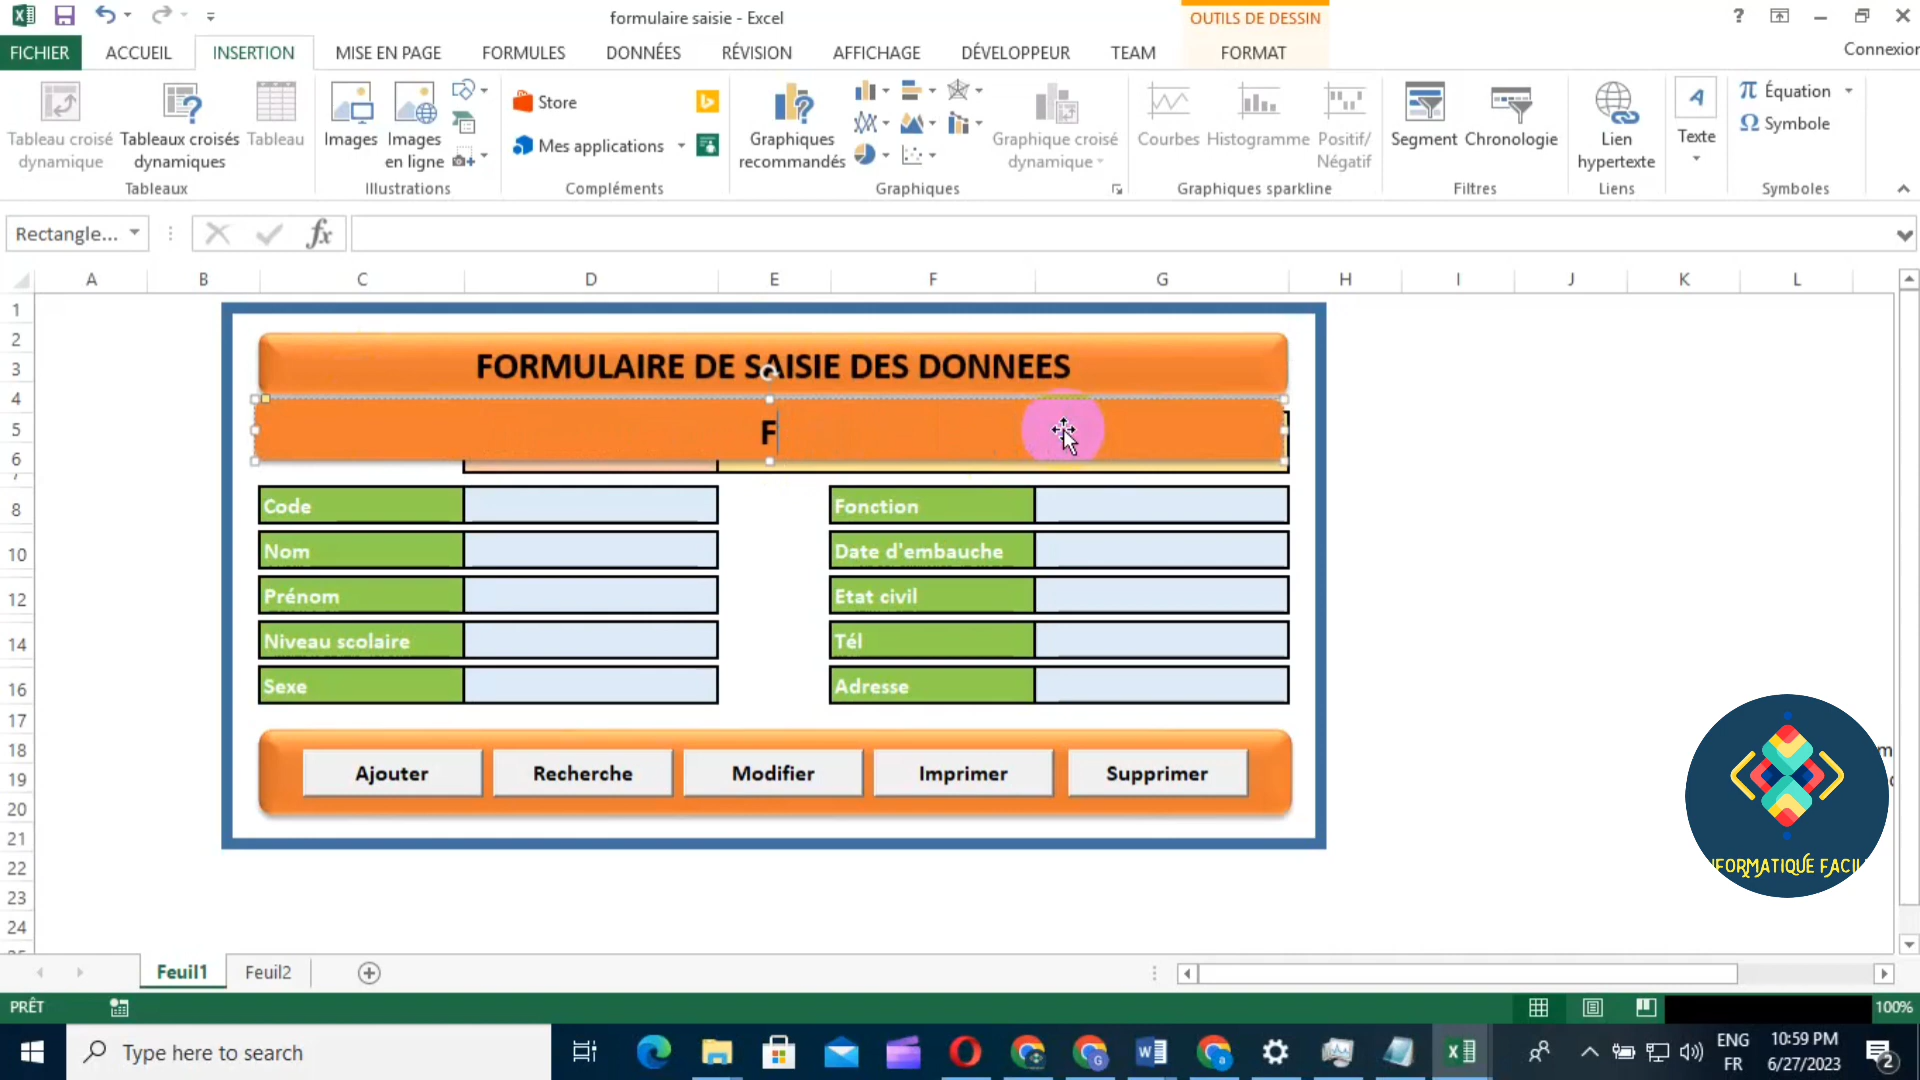 formulaire saisie - Excel
OUTILS DE DESSIN
?
FICHIER ACCUEIL INSERTION MISE EN PAGE FORMULES DONNÉES RÉVISION AFFICHAGE DÉVELOPPEUR TEAM FORMAT
Connexion
Tableau croisé dynamique
Tableaux croisés dynamiques
Tableau
Images
Images en ligne
Store
Mes applications
Graphiques recommandés
Graphique croisé dynamique
Courbes
Histogramme
Positif/ Négatif
Segment
Chronologie
Lien hypertexte
Texte
π Équation
Ω Symbole
Tableaux Illustrations Compléments Graphiques Graphiques sparkline Filtres Liens Symboles
Rectangle...
fx
A B C D E F G H I J K L
1
2
3
4
5
6
7
8
10
12
14
16
17
18
19
20
21
22
23
24
FORMULAIRE DE SAISIE DES DONNEES
F
Code Fonction
Nom Date d'embauche
Prénom Etat civil
Niveau scolaire Tél
Sexe Adresse
Ajouter Recherche Modifier Imprimer Supprimer
NFORMATIQUE FACIL
Feuil1 Feuil2
PRÊT
100%
Type here to search
ENG
FR
10:59 PM
6/27/2023
2